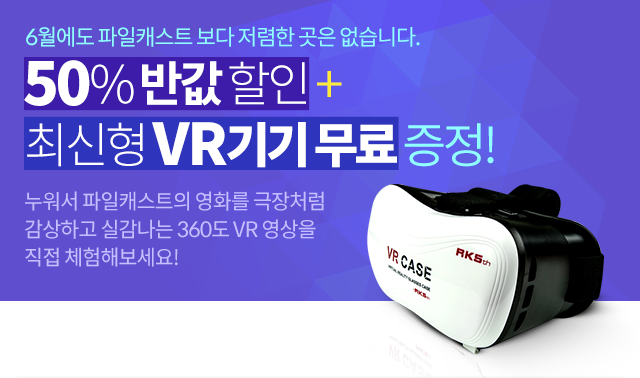 6월에도 파일캐스트 보다 저렴한 곳은 없습니다.
50% 반값 할인 +
최신형 VR기기 무료 증정!
누워서 파일캐스트의 영화를 극장처럼
감상하고 실감나는 360도 VR 영상을
직접 체험해보세요!
RK5th
VR CASE
VIRTUAL REALITY GLASSES CASE
RK5th